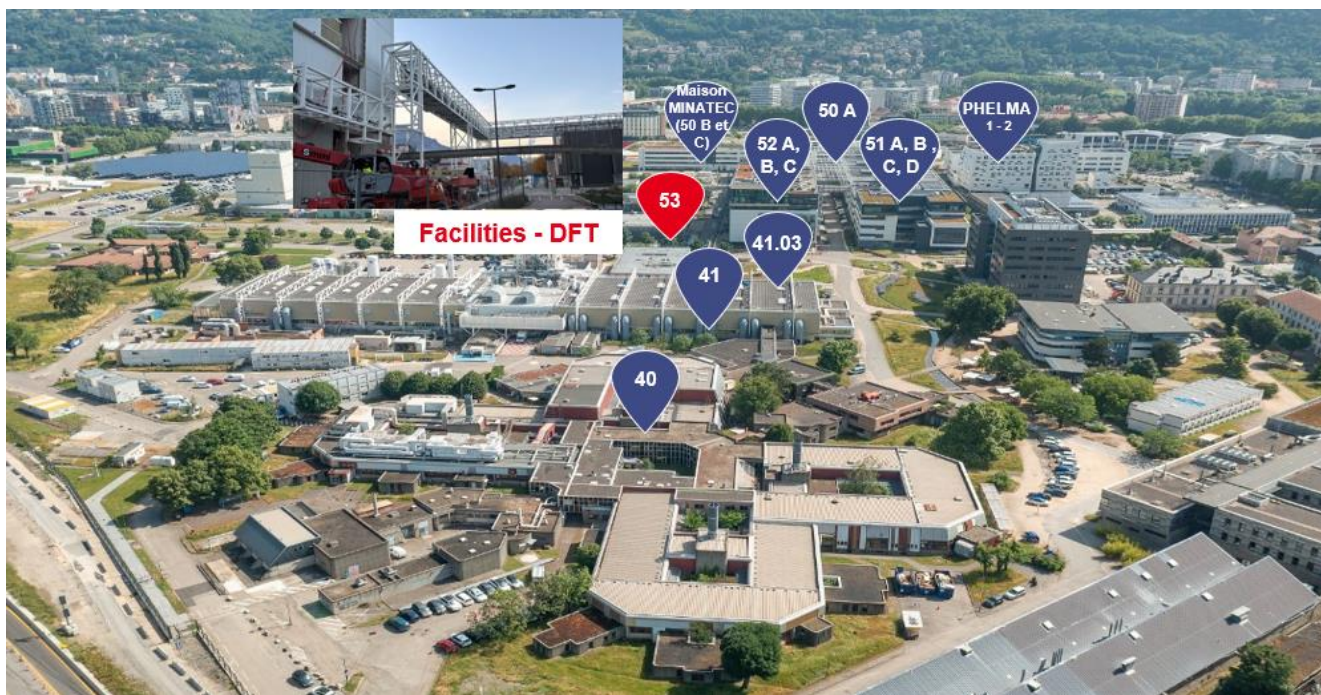 Maison
MINATEC
(50 B et
C)
50 A
PHELMA
1 - 2
52 A,
B, C
51 A, B ,
C, D
53
Facilities - DFT
41.03
41
40